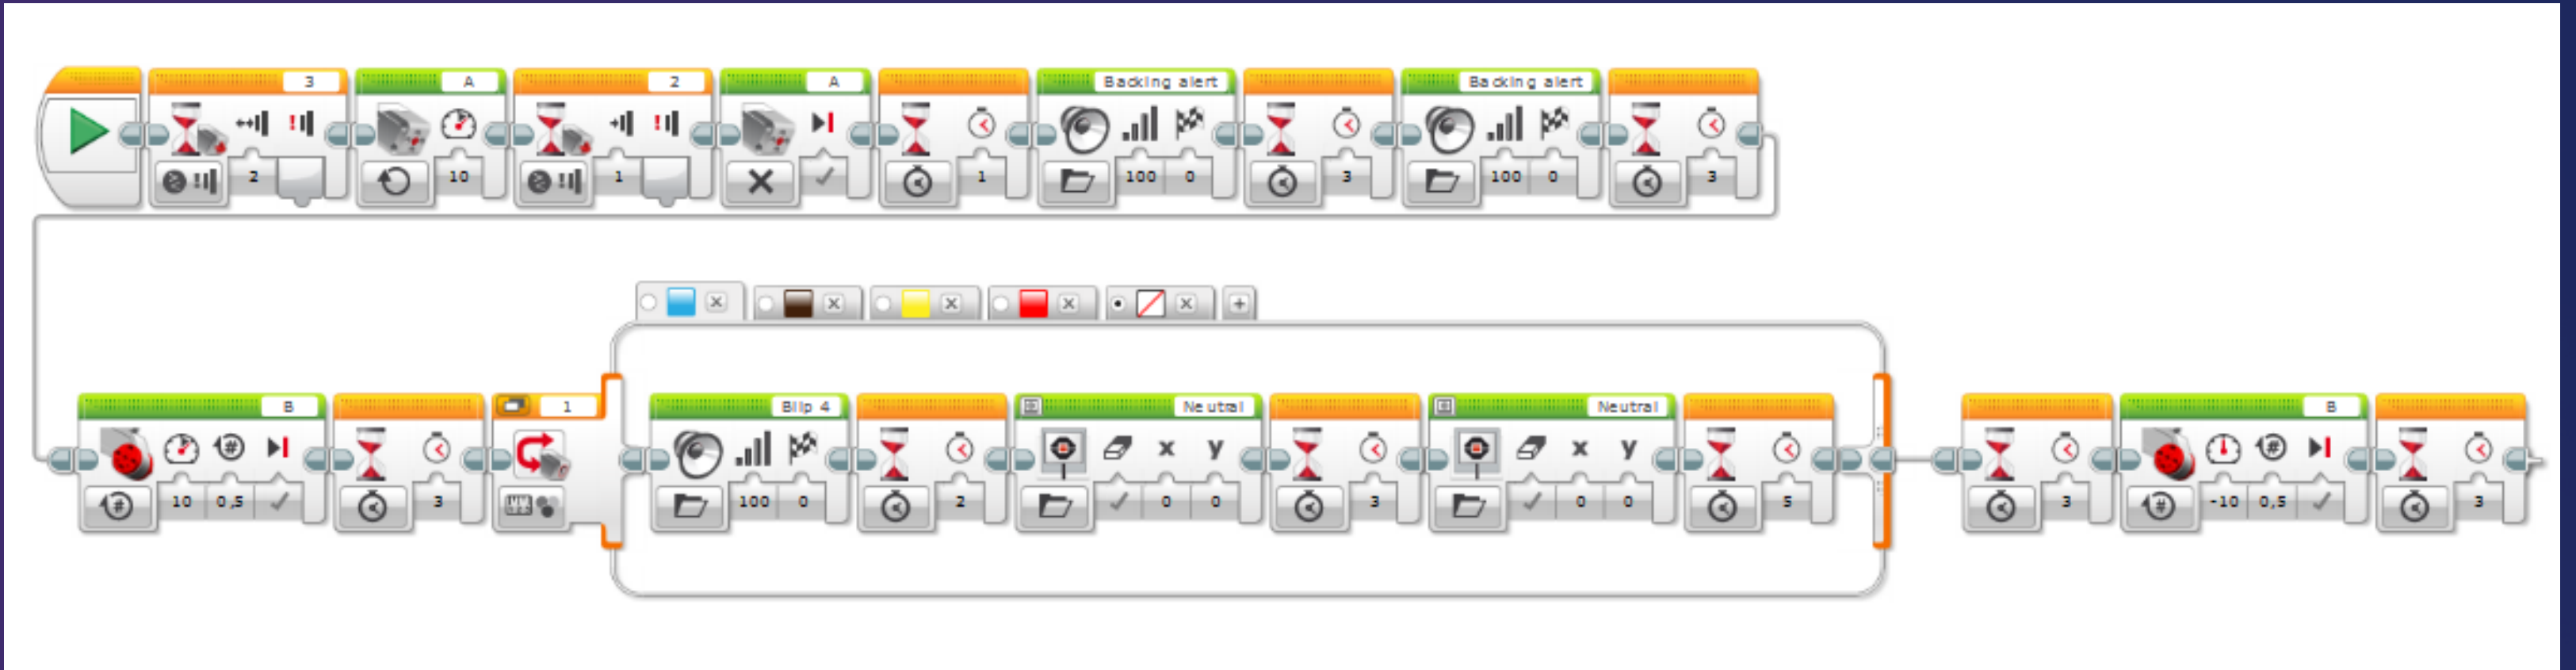 3 A 2 A Backing alert Backing alert
2 10 1 1 100 0 3 100 0 3
B 1 Blip 4 Neutral Neutral B
# x y x y #
# 10 0,5 3 100 0 2 0 0 3 0 0 5 3 # -10 0,5 3